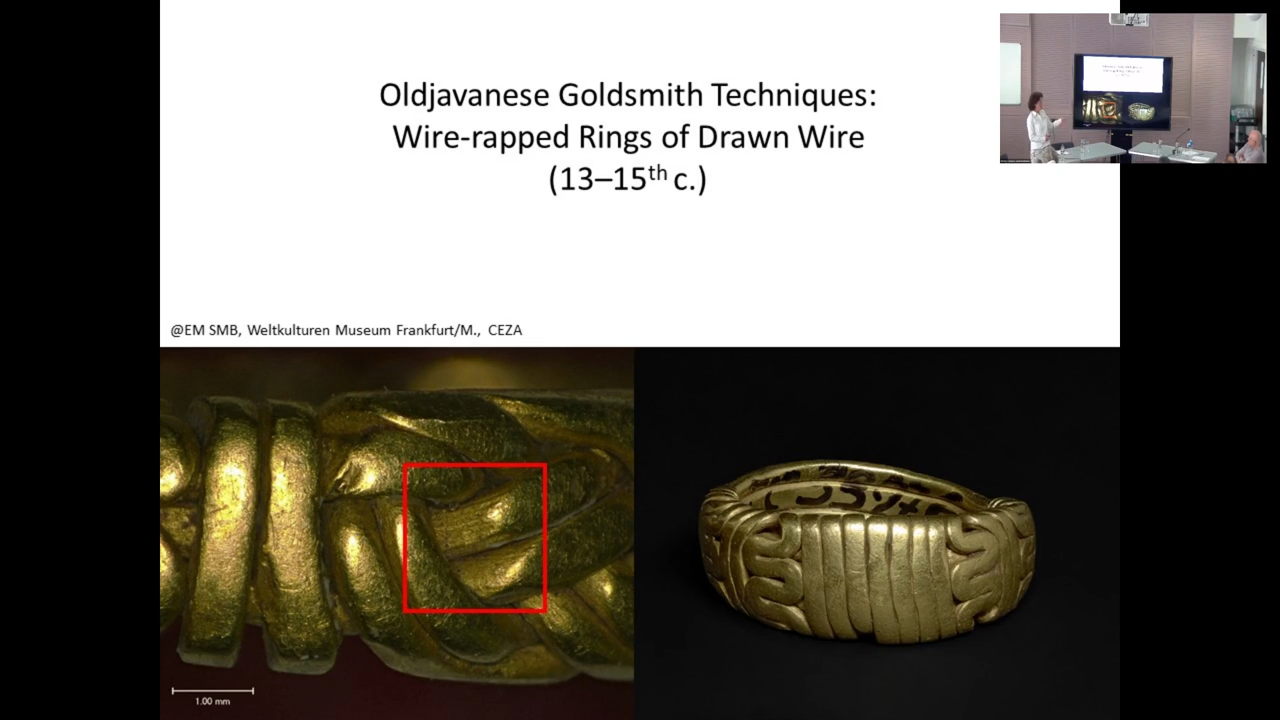 Oldjavanese Goldsmith Techniques:
Wire-rapped Rings of Drawn Wire
(13–15th c.)
@EM SMB, Weltkulturen Museum Frankfurt/M., CEZA
1.00 mm